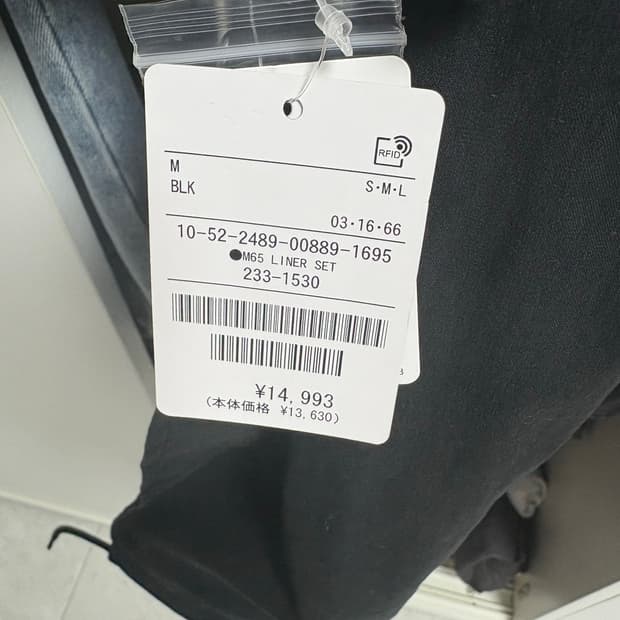 RFID
M
BLK
S・M・L
03・16・66
10-52-2489-00889-1695
●M65 LINER SET
233-1530
¥14,993
(本体価格 ¥13,630)